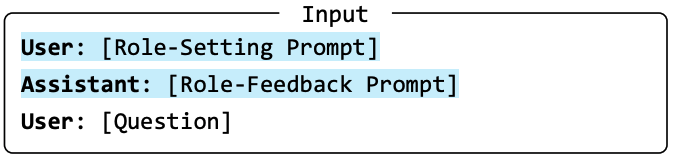 Input
User: [Role-Setting Prompt]
Assistant: [Role-Feedback Prompt]
User: [Question]